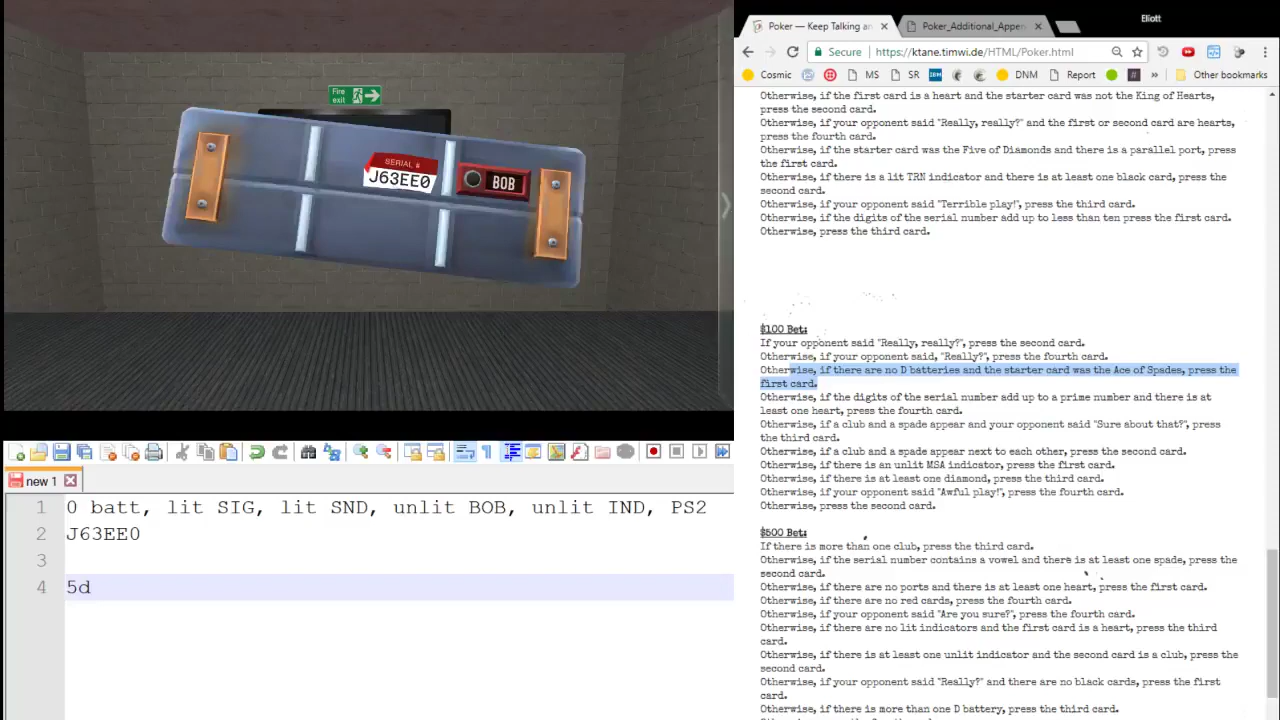 Eliott
Poker — Keep Talking an
Poker_Additional_Appen
Secure
https://ktane.timwi.de/HTML/Poker.html
Cosmic
MS
SR
IBM
DNM
Report
Other bookmarks
Fire
exit
SERIAL #
J63EE0
BOB
Otherwise, if the first card is a heart and the starter card was not the King of Hearts,
press the second card.
Otherwise, if your opponent said "Really, really?" and the first or second card are hearts,
press the fourth card.
Otherwise, if the starter card was the Five of Diamonds and there is a parallel port, press
the first card.
Otherwise, if there is a lit TRN indicator and there is at least one black card, press the
second card.
Otherwise, if your opponent said "Terrible play!", press the third card.
Otherwise, if the digits of the serial number add up to less than ten press the first card.
Otherwise, press the third card.
$100 Bet:
If your opponent said "Really, really?", press the second card.
Otherwise, if your opponent said, "Really?", press the fourth card.
Otherwise, if there are no D batteries and the starter card was the Ace of Spades, press the
first card.
Otherwise, if the digits of the serial number add up to a prime number and there is at
least one heart, press the fourth card.
Otherwise, if a club and a spade appear and your opponent said "Sure about that?", press
the third card.
Otherwise, if a club and a spade appear next to each other, press the second card.
Otherwise, if there is an unlit MSA indicator, press the first card.
Otherwise, if there is at least one diamond, press the third card.
Otherwise, if your opponent said "Awful play!", press the fourth card.
Otherwise, press the second card.
$500 Bet:
If there is more than one club, press the third card.
Otherwise, if the serial number contains a vowel and there is at least one spade, press the
second card.
Otherwise, if there are no ports and there is at least one heart, press the first card.
Otherwise, if there are no red cards, press the fourth card.
Otherwise, if your opponent said "Are you sure?", press the fourth card.
Otherwise, if there are no lit indicators and the first card is a heart, press the third
card.
Otherwise, if there is at least one unlit indicator and the second card is a club, press the
second card.
Otherwise, if your opponent said "Really?" and there are no black cards, press the first
card.
Otherwise, if there is more than one D battery, press the third card.
new 1
1 0 batt, lit SIG, lit SND, unlit BOB, unlit IND, PS2
2 J63EE0
3
4 5d